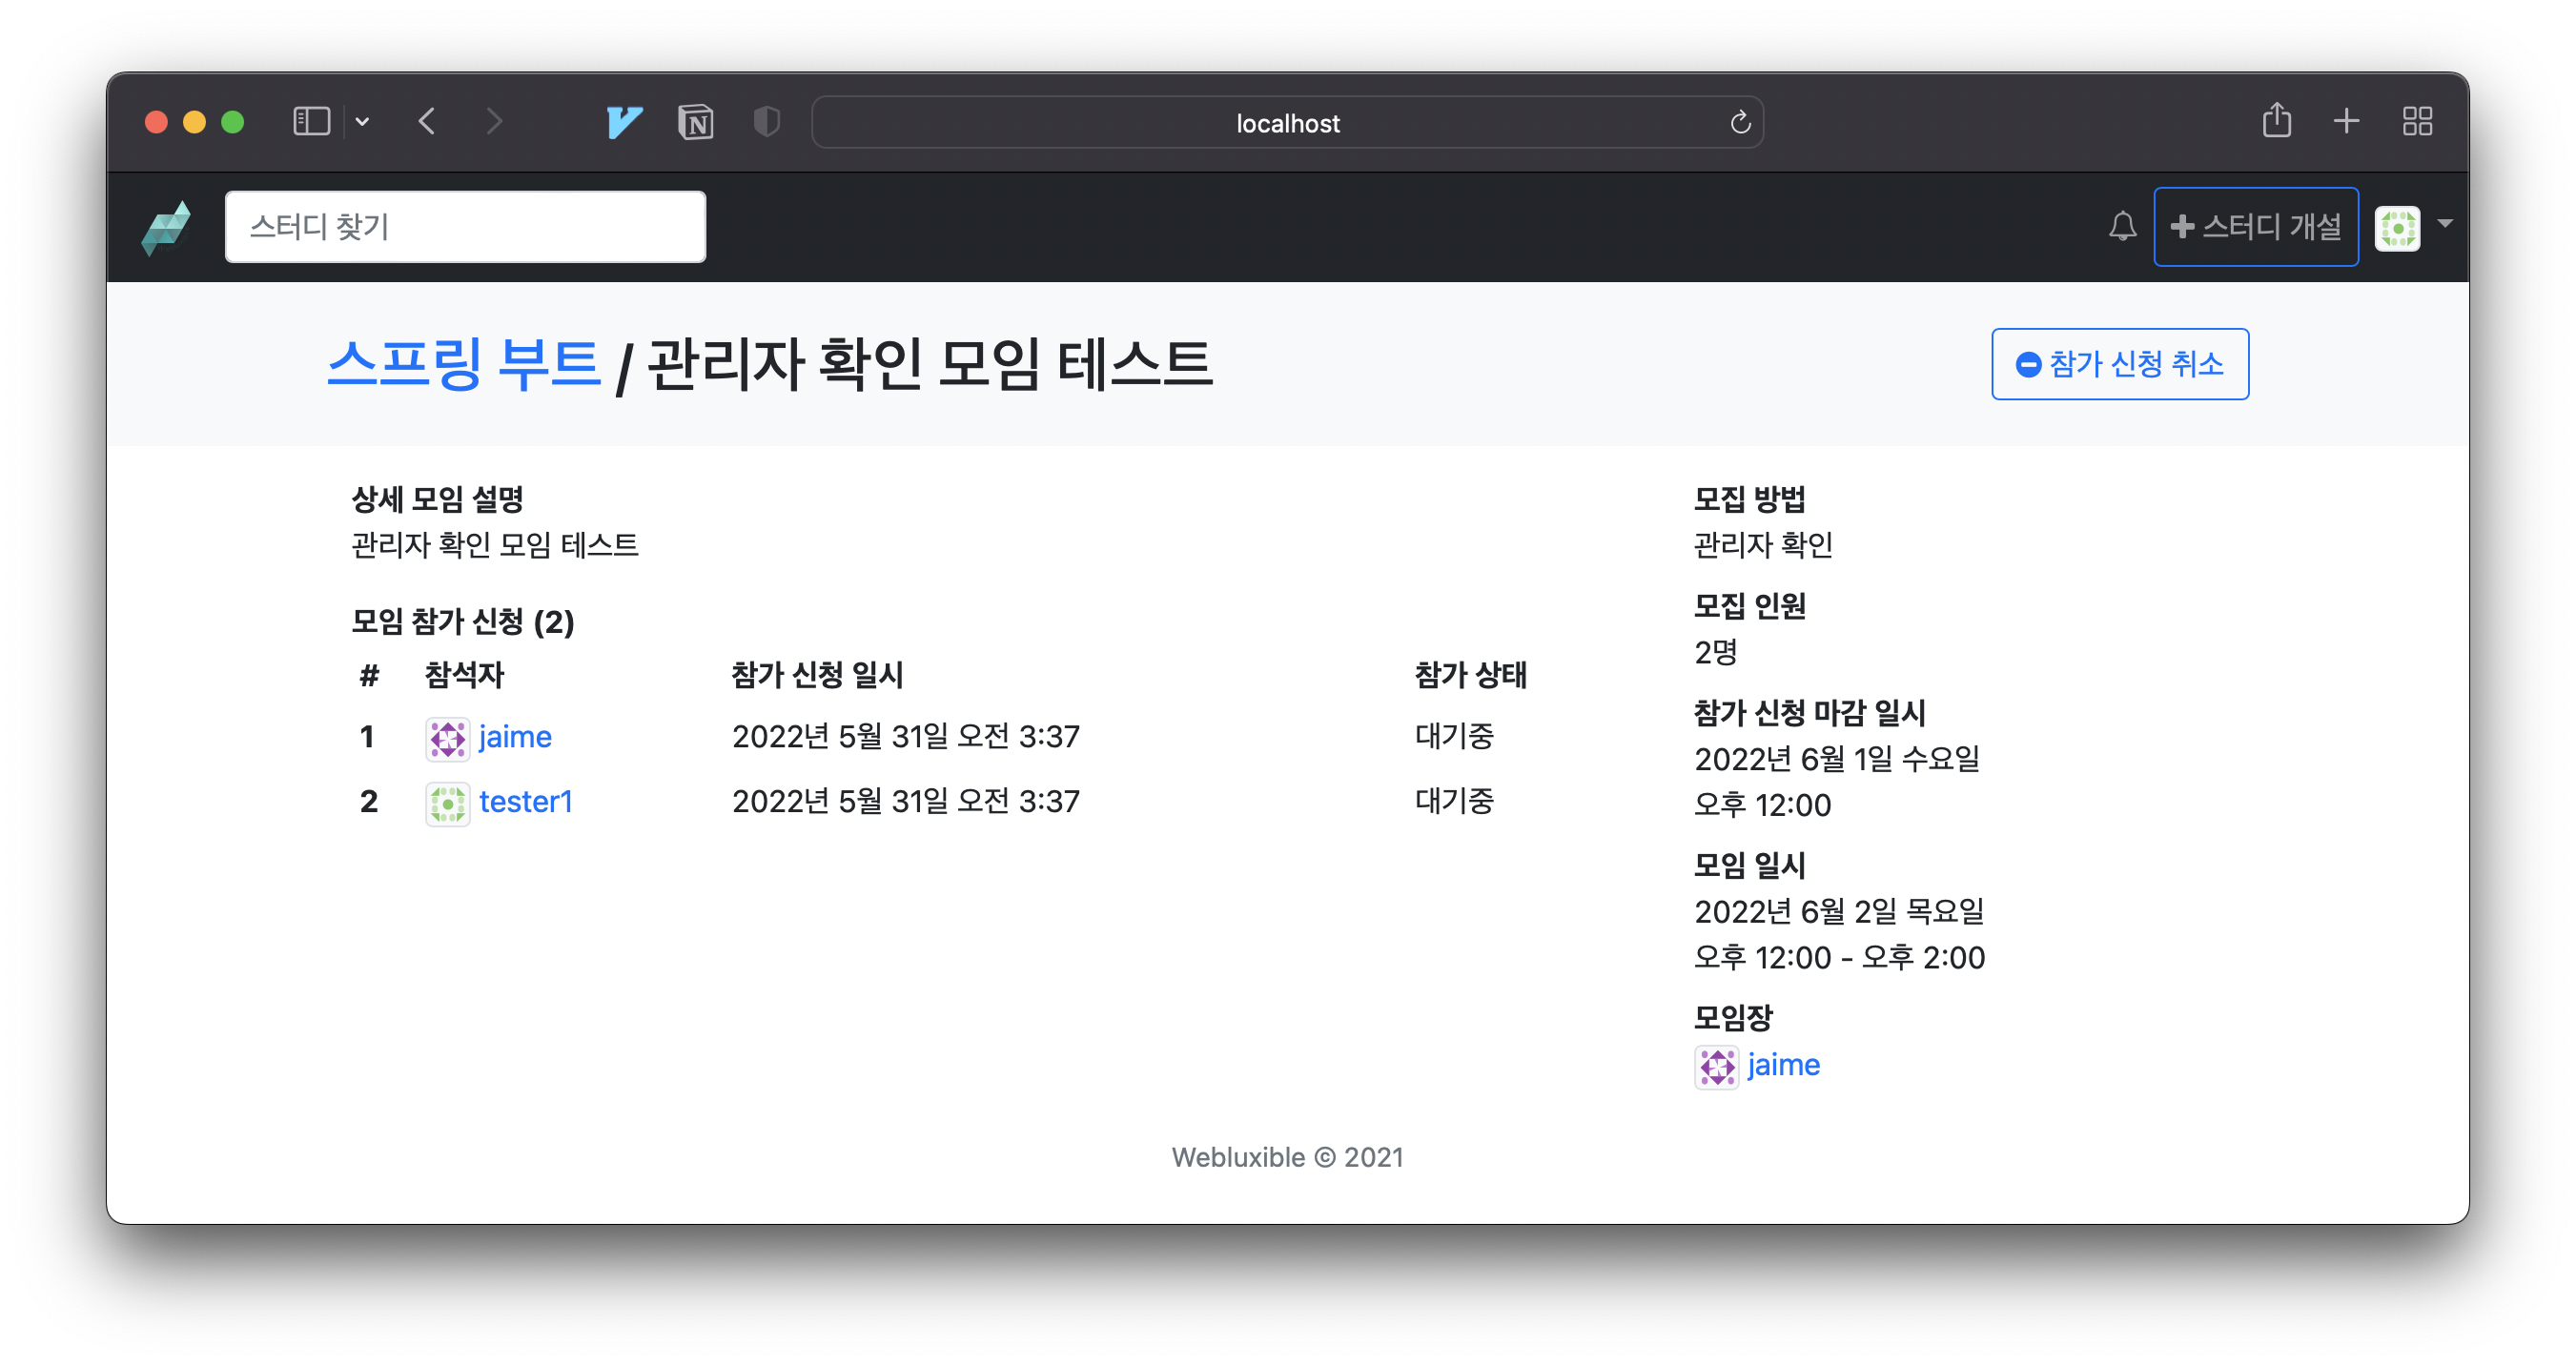 localhost
스터디 찾기
스터디 개설
스프링 부트 / 관리자 확인 모임 테스트
참가 신청 취소
상세 모임 설명
관리자 확인 모임 테스트
모임 참가 신청 (2)
# 참석자 참가 신청 일시 참가 상태
1 jaime 2022년 5월 31일 오전 3:37 대기중
2 tester1 2022년 5월 31일 오전 3:37 대기중
모집 방법
관리자 확인
모집 인원
2명
참가 신청 마감 일시
2022년 6월 1일 수요일
오후 12:00
모임 일시
2022년 6월 2일 목요일
오후 12:00 - 오후 2:00
모임장
jaime
Webluxible © 2021